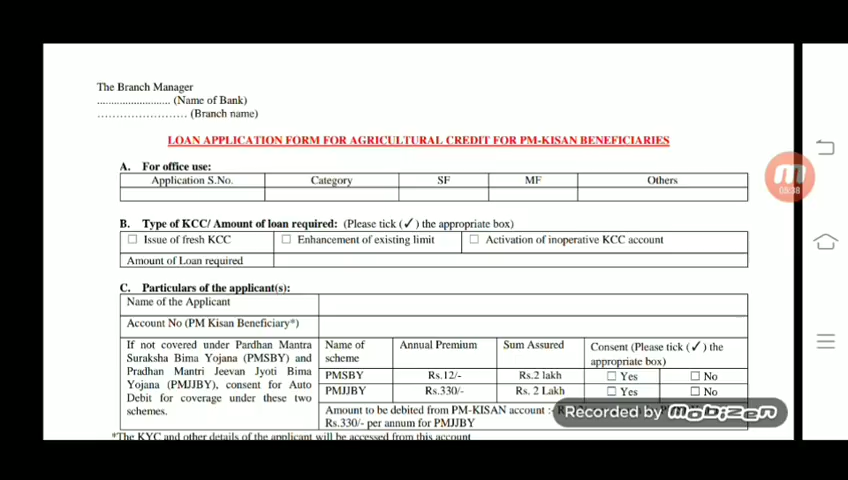 The Branch Manager
.......................... (Name of Bank)
........................ (Branch name)
LOAN APPLICATION FORM FOR AGRICULTURAL CREDIT FOR PM-KISAN BENEFICIARIES
A. For office use:
Application S.No. Category SF MF Others
B. Type of KCC/ Amount of loan required: (Please tick (✓) the appropriate box)
☐ Issue of fresh KCC ☐ Enhancement of existing limit ☐ Activation of inoperative KCC account
Amount of Loan required
C. Particulars of the applicant(s):
Name of the Applicant
Account No (PM Kisan Beneficiary*)
If not covered under Pardhan Mantra
Suraksha Bima Yojana (PMSBY) and
Pradhan Mantri Jeevan Jyoti Bima
Yojana (PMJJBY), consent for Auto
Debit for coverage under these two
schemes.
Name of
scheme
Annual Premium
Sum Assured
Consent (Please tick (✓) the
appropriate box)
PMSBY Rs.12/- Rs.2 lakh ☐ Yes ☐ No
PMJJBY Rs.330/- Rs. 2 Lakh ☐ Yes ☐ No
Amount to be debited from PM-KISAN account :-
Rs.330/- per annum for PMJJBY
*The KYC and other details of the applicant will be accessed from this account
m
09:38
Recorded by mobizen